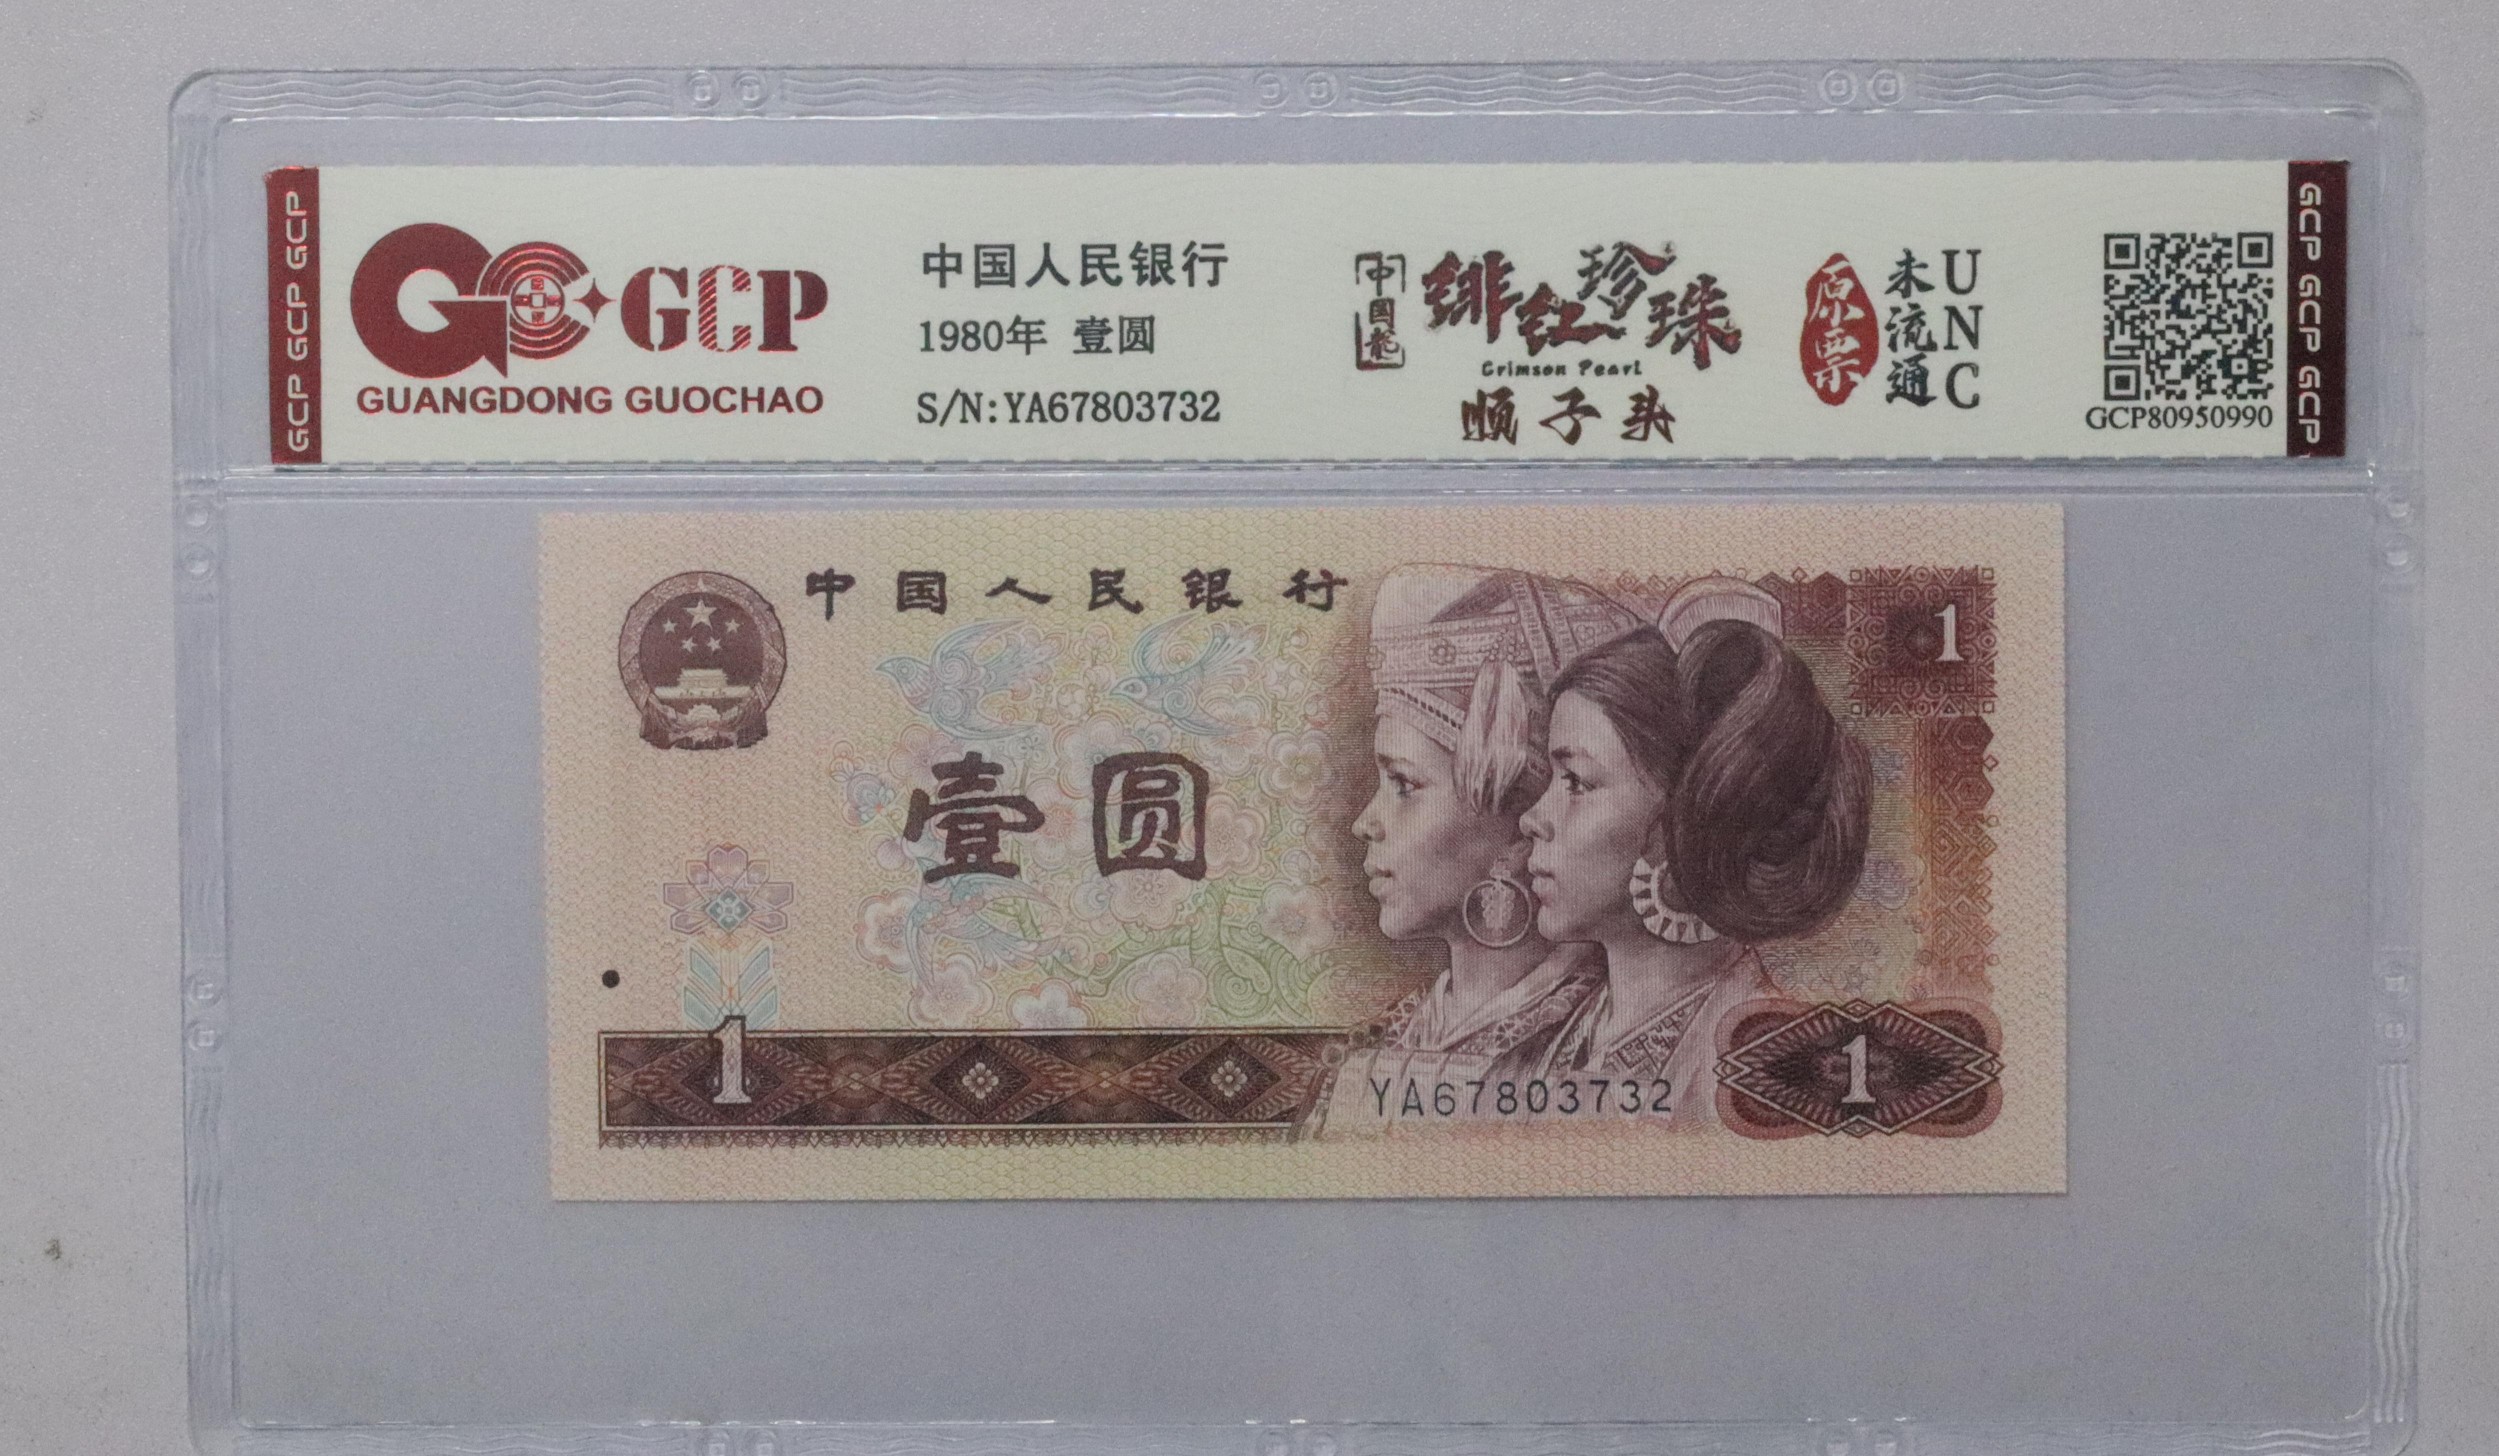 GCP GCP GCP
GCP
GUANGDONG GUOCHAO
中国人民银行
1980年 壹圆
S/N:YA67803732
中国龍
绯红珍珠
Crimson Pearl
顺子头
原票
未流通
UNC
GCP80950990
GCP GCP GCP
中国人民银行
1
壹圆
1
YA67803732
1